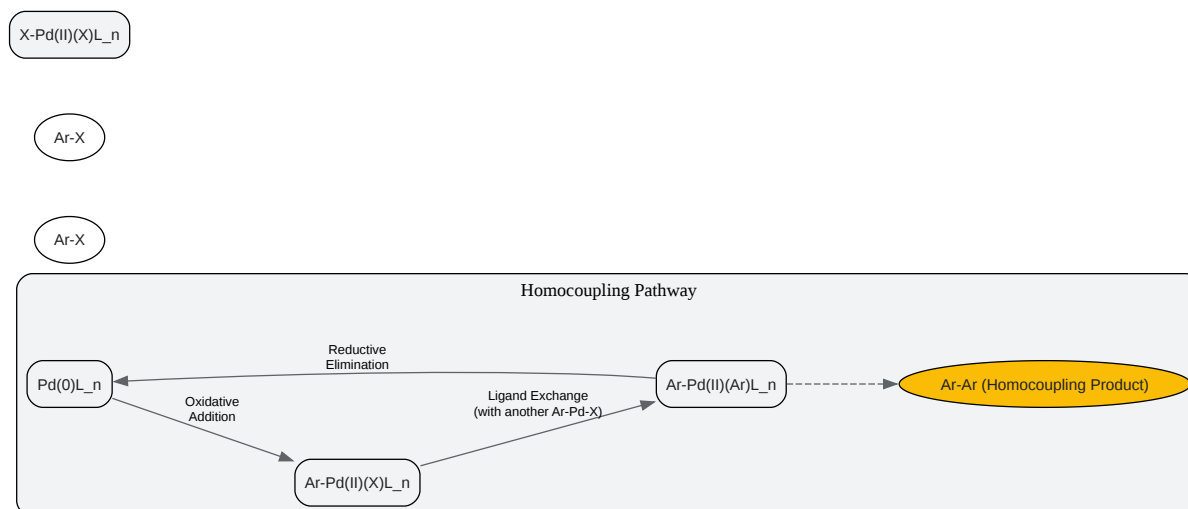 X-Pd(II)(X)L_n
Ar-X
Ar-X
Homocoupling Pathway
Reductive
Elimination
Pd(0)L_n
Ar-Pd(II)(Ar)L_n
Ar-Ar (Homocoupling Product)
Oxidative
Addition
Ligand Exchange
(with another Ar-Pd-X)
Ar-Pd(II)(X)L_n